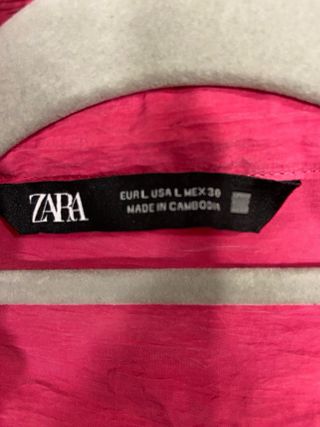 ZARA
EUR L USA L MEX 30
MADE IN CAMBODIA